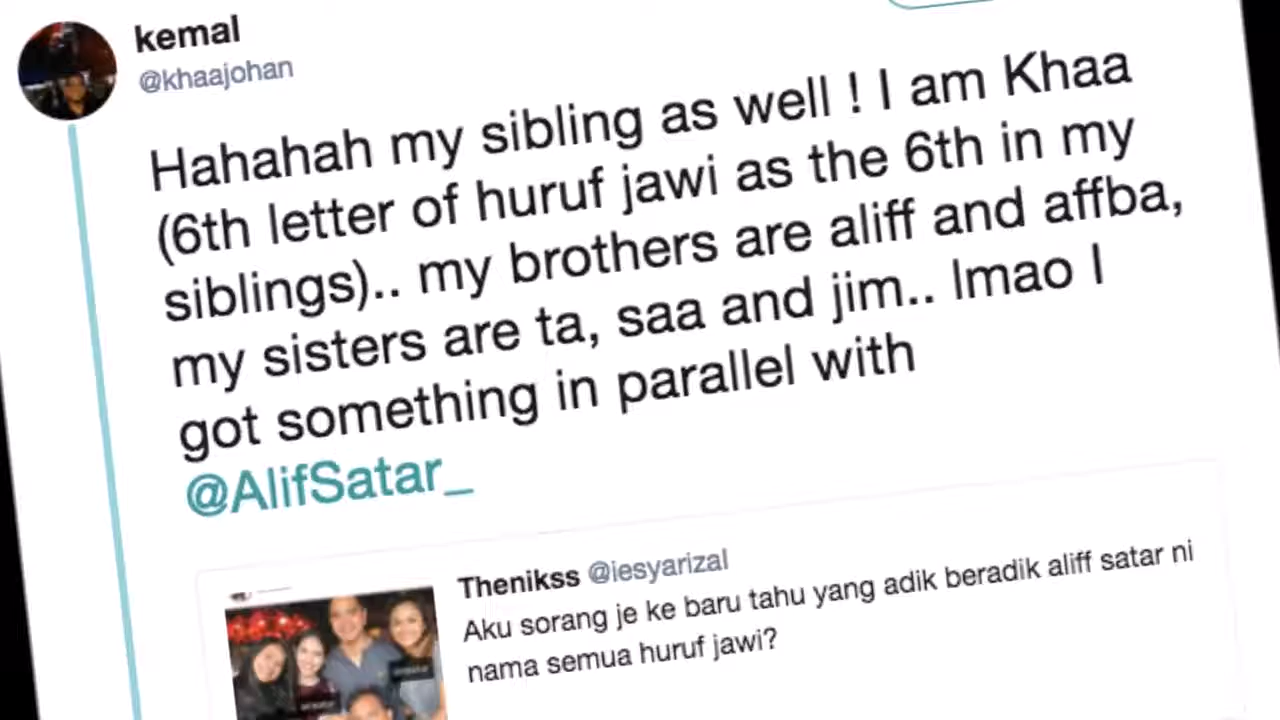 kemal
@khaajohan
Hahahah my sibling as well ! I am Khaa
(6th letter of huruf jawi as the 6th in my
siblings).. my brothers are aliff and affba,
my sisters are ta, saa and jim.. lmao I
got something in parallel with
@AlifSatar_
Thenikss @iesyarizal
Aku sorang je ke baru tahu yang adik beradik aliff satar ni
nama semua huruf jawi?